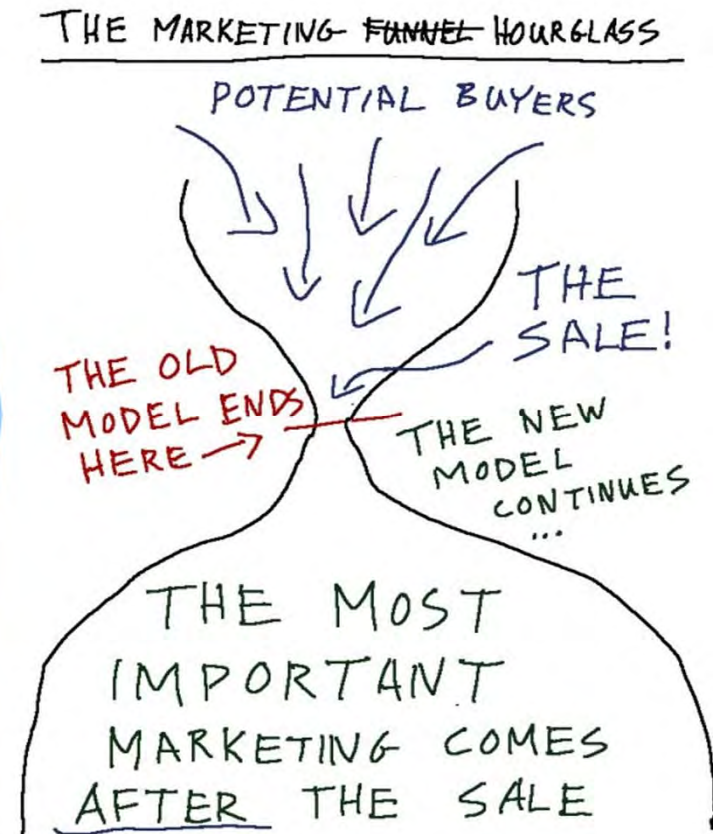 THE MARKETING FUNNEL HOURGLASS
POTENTIAL BUYERS
THE
SALE!
THE OLD
MODEL ENDS
HERE →
THE NEW
MODEL
CONTINUES
...
THE MOST
IMPORTANT
MARKETING COMES
AFTER THE SALE